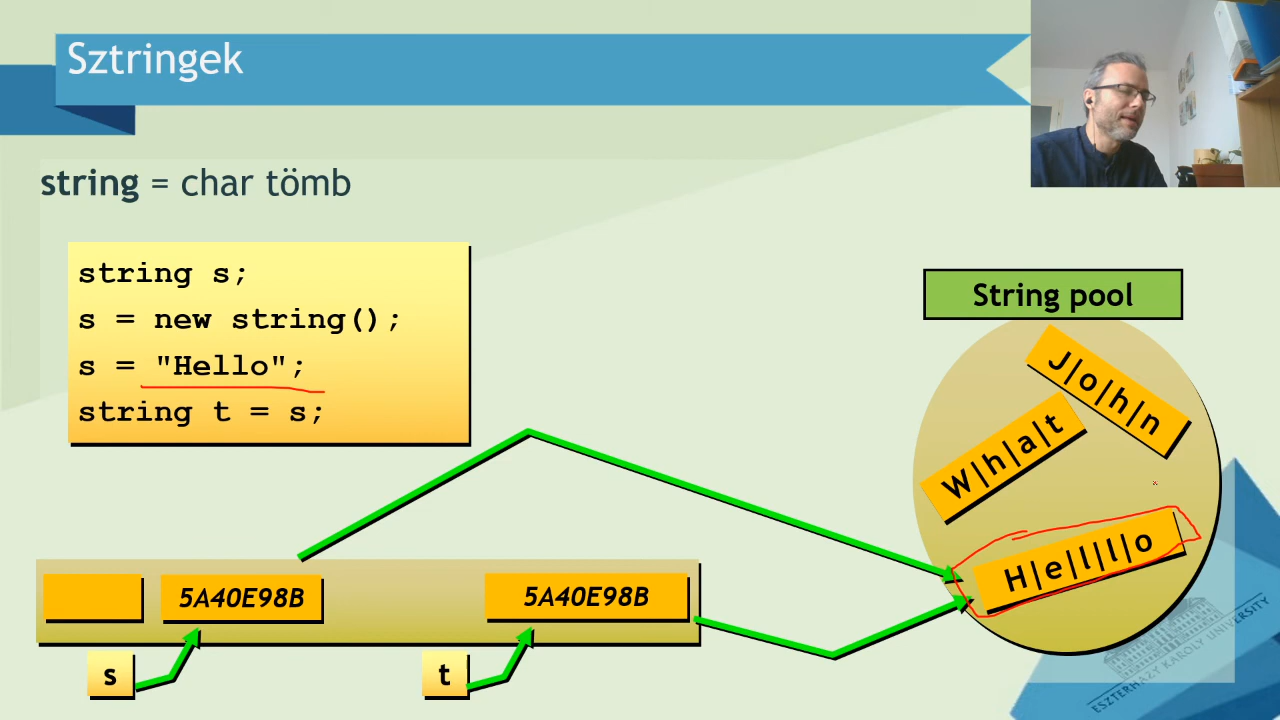 Sztringek
string = char tömb
string s;
s = new string();
s = "Hello";
string t = s;
String pool
J|o|h|n
W|h|a|t
H|e|l|l|o
5A40E98B
5A40E98B
s
t
ESZTERHÁZY KÁROLY UNIVERSITY